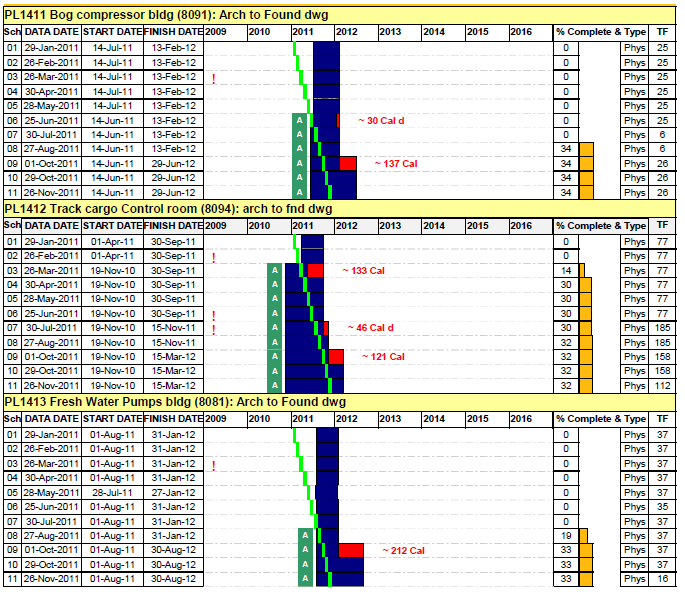 PL1411 Bog compressor bldg (8091): Arch to Found dwg
Sch DATA DATE START DATE FINISH DATE 2009 2010 2011 2012 2013 2014 2015 2016 % Complete & Type TF
01 29-Jan-2011 14-Jul-11 13-Feb-12 0 Phys 25
02 26-Feb-2011 14-Jul-11 13-Feb-12 0 Phys 25
03 26-Mar-2011 14-Jul-11 13-Feb-12 ! 0 Phys 25
04 30-Apr-2011 14-Jul-11 13-Feb-12 0 Phys 25
05 28-May-2011 14-Jul-11 13-Feb-12 0 Phys 25
06 25-Jun-2011 14-Jun-11 13-Feb-12 A ~ 30 Cal d 0 Phys 25
07 30-Jul-2011 14-Jun-11 13-Feb-12 A 0 Phys 6
08 27-Aug-2011 14-Jun-11 13-Feb-12 A 34 Phys 6
09 01-Oct-2011 14-Jun-11 29-Jun-12 A ~ 137 Cal 34 Phys 26
10 29-Oct-2011 14-Jun-11 29-Jun-12 A 34 Phys 26
11 26-Nov-2011 14-Jun-11 29-Jun-12 A 34 Phys 26
PL1412 Track cargo Control room (8094): arch to fnd dwg
Sch DATA DATE START DATE FINISH DATE 2009 2010 2011 2012 2013 2014 2015 2016 % Complete & Type TF
01 29-Jan-2011 01-Apr-11 30-Sep-11 0 Phys 77
02 26-Feb-2011 01-Apr-11 30-Sep-11 ! 0 Phys 77
03 26-Mar-2011 19-Nov-10 30-Sep-11 A ~ 133 Cal 14 Phys 77
04 30-Apr-2011 19-Nov-10 30-Sep-11 A 30 Phys 77
05 28-May-2011 19-Nov-10 30-Sep-11 A 30 Phys 77
06 25-Jun-2011 19-Nov-10 30-Sep-11 ! A 30 Phys 77
07 30-Jul-2011 19-Nov-10 15-Nov-11 ! A ~ 46 Cal d 30 Phys 185
08 27-Aug-2011 19-Nov-10 15-Nov-11 A 32 Phys 185
09 01-Oct-2011 19-Nov-10 15-Mar-12 A ~ 121 Cal 32 Phys 158
10 29-Oct-2011 19-Nov-10 15-Mar-12 A 32 Phys 158
11 26-Nov-2011 19-Nov-10 15-Mar-12 A 32 Phys 112
PL1413 Fresh Water Pumps bldg (8081): Arch to Found dwg
Sch DATA DATE START DATE FINISH DATE 2009 2010 2011 2012 2013 2014 2015 2016 % Complete & Type TF
01 29-Jan-2011 01-Aug-11 31-Jan-12 0 Phys 37
02 26-Feb-2011 01-Aug-11 31-Jan-12 0 Phys 37
03 26-Mar-2011 01-Aug-11 31-Jan-12 ! 0 Phys 37
04 30-Apr-2011 01-Aug-11 31-Jan-12 0 Phys 37
05 28-May-2011 28-Jul-11 27-Jan-12 0 Phys 37
06 25-Jun-2011 01-Aug-11 31-Jan-12 0 Phys 35
07 30-Jul-2011 01-Aug-11 31-Jan-12 0 Phys 37
08 27-Aug-2011 01-Aug-11 31-Jan-12 A 19 Phys 37
09 01-Oct-2011 01-Aug-11 30-Aug-12 A ~ 212 Cal 33 Phys 37
10 29-Oct-2011 01-Aug-11 30-Aug-12 A 33 Phys 37
11 26-Nov-2011 01-Aug-11 30-Aug-12 A 33 Phys 16